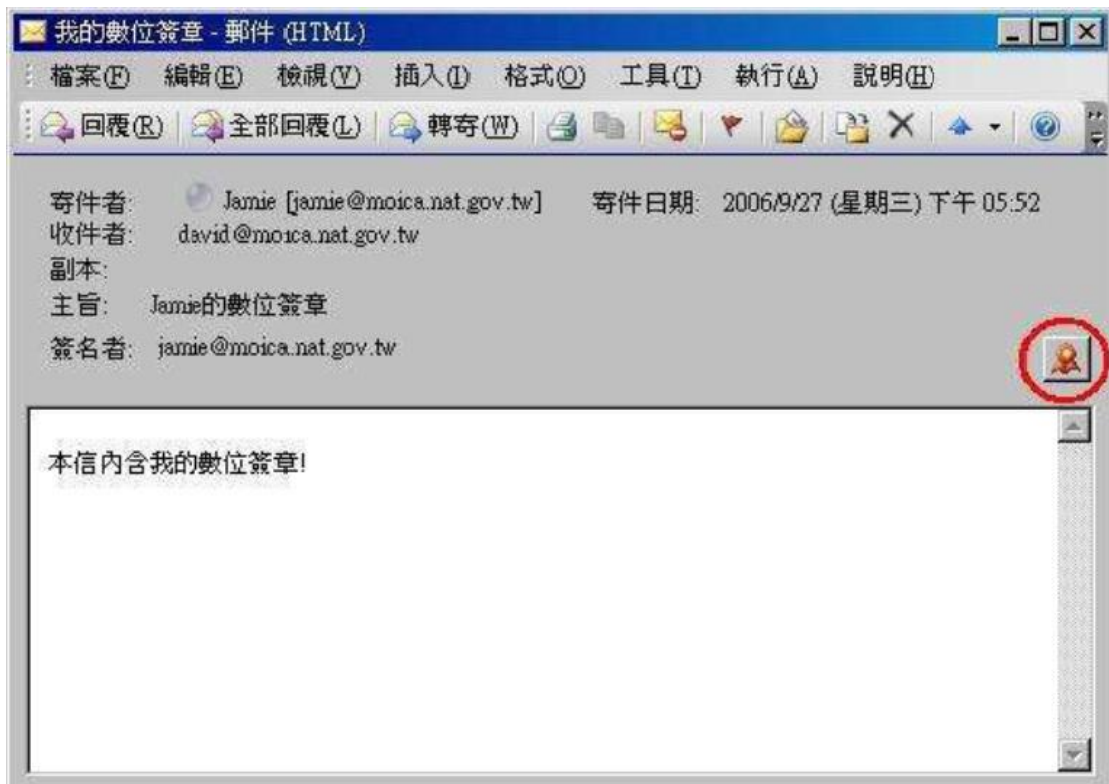 我的數位簽章 - 郵件 (HTML)
檔案(F) 編輯(E) 檢視(V) 插入(I) 格式(O) 工具(T) 執行(A) 說明(H)
回覆(R) 全部回覆(L) 轉寄(W)
寄件者: Jamie [jamie@moica.nat.gov.tw] 寄件日期: 2006/9/27 (星期三) 下午 05:52
收件者: david@moica.nat.gov.tw
副本:
主旨: Jamie的數位簽章
簽名者: jamie@moica.nat.gov.tw
本信內含我的數位簽章!